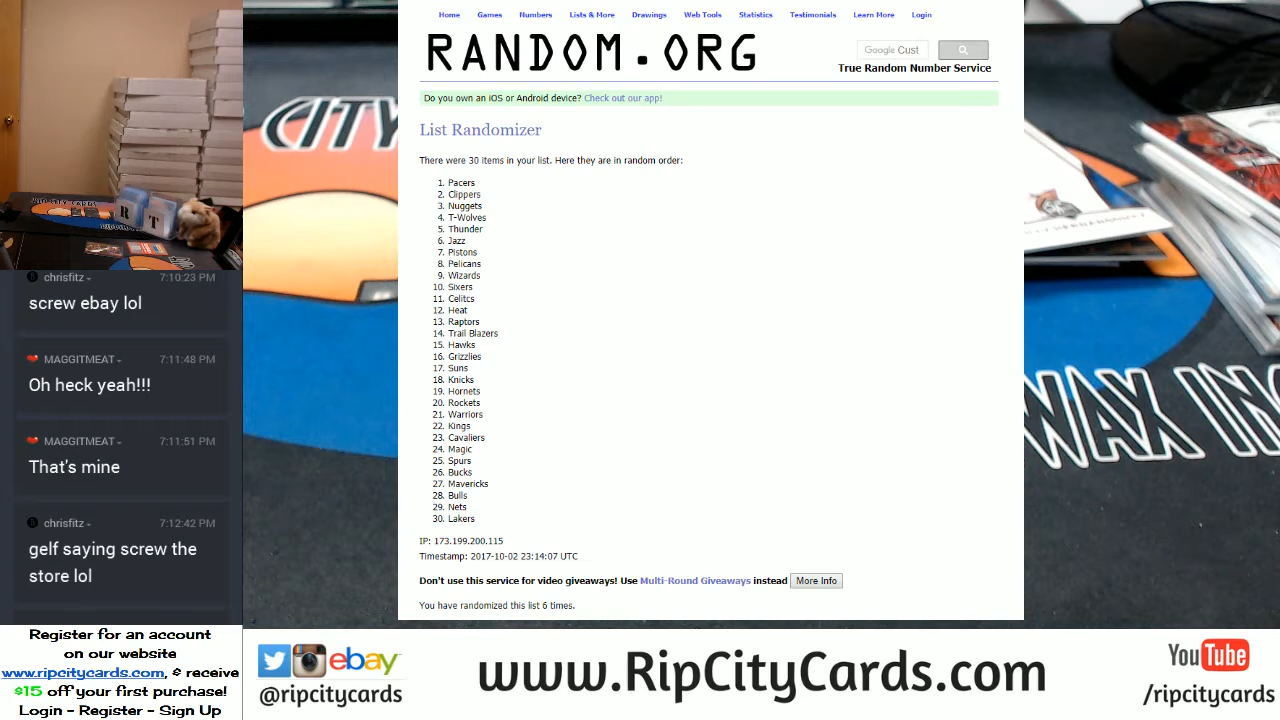 Home Games Numbers Lists & More Drawings Web Tools Statistics Testimonials Learn More Login
RANDOM.ORG
Google Cust
True Random Number Service
Do you own an iOS or Android device? Check out our app!
List Randomizer
There were 30 items in your list. Here they are in random order:
1. Pacers
2. Clippers
3. Nuggets
4. T-Wolves
5. Thunder
6. Jazz
7. Pistons
8. Pelicans
9. Wizards
10. Sixers
11. Celitcs
12. Heat
13. Raptors
14. Trail Blazers
15. Hawks
16. Grizzlies
17. Suns
18. Knicks
19. Hornets
20. Rockets
21. Warriors
22. Kings
23. Cavaliers
24. Magic
25. Spurs
26. Bucks
27. Mavericks
28. Bulls
29. Nets
30. Lakers
IP: 173.199.200.115
Timestamp: 2017-10-02 23:14:07 UTC
Don't use this service for video giveaways! Use Multi-Round Giveaways instead More Info
You have randomized this list 6 times.
R T
CITY
WAX IN
chrisfitz 7:10:23 PM
screw ebay lol
MAGGITMEAT 7:11:48 PM
Oh heck yeah!!!
MAGGITMEAT 7:11:51 PM
That's mine
chrisfitz 7:12:42 PM
gelf saying screw the
store lol
Register for an account
on our website
www.ripcitycards.com, & receive
$15 off your first purchase!
Login - Register - Sign Up
ebay
@ripcitycards
www.RipCityCards.com
YouTube
/ripcitycards